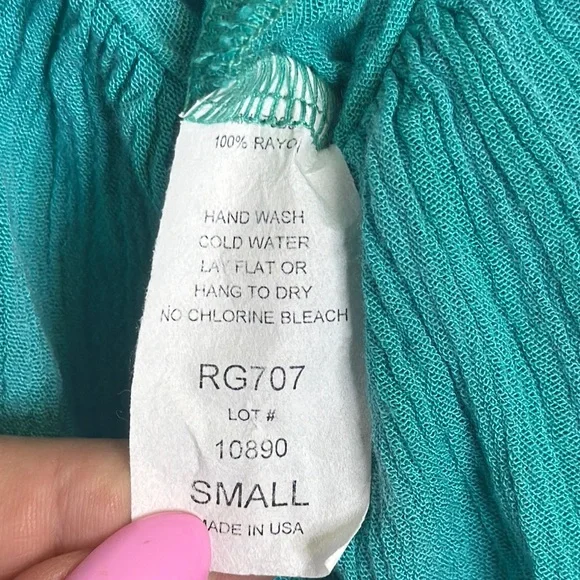 100% RAYO
HAND WASH
COLD WATER
LAY FLAT OR
HANG TO DRY
NO CHLORINE BLEACH
RG707
LOT #
10890
SMALL
MADE IN USA